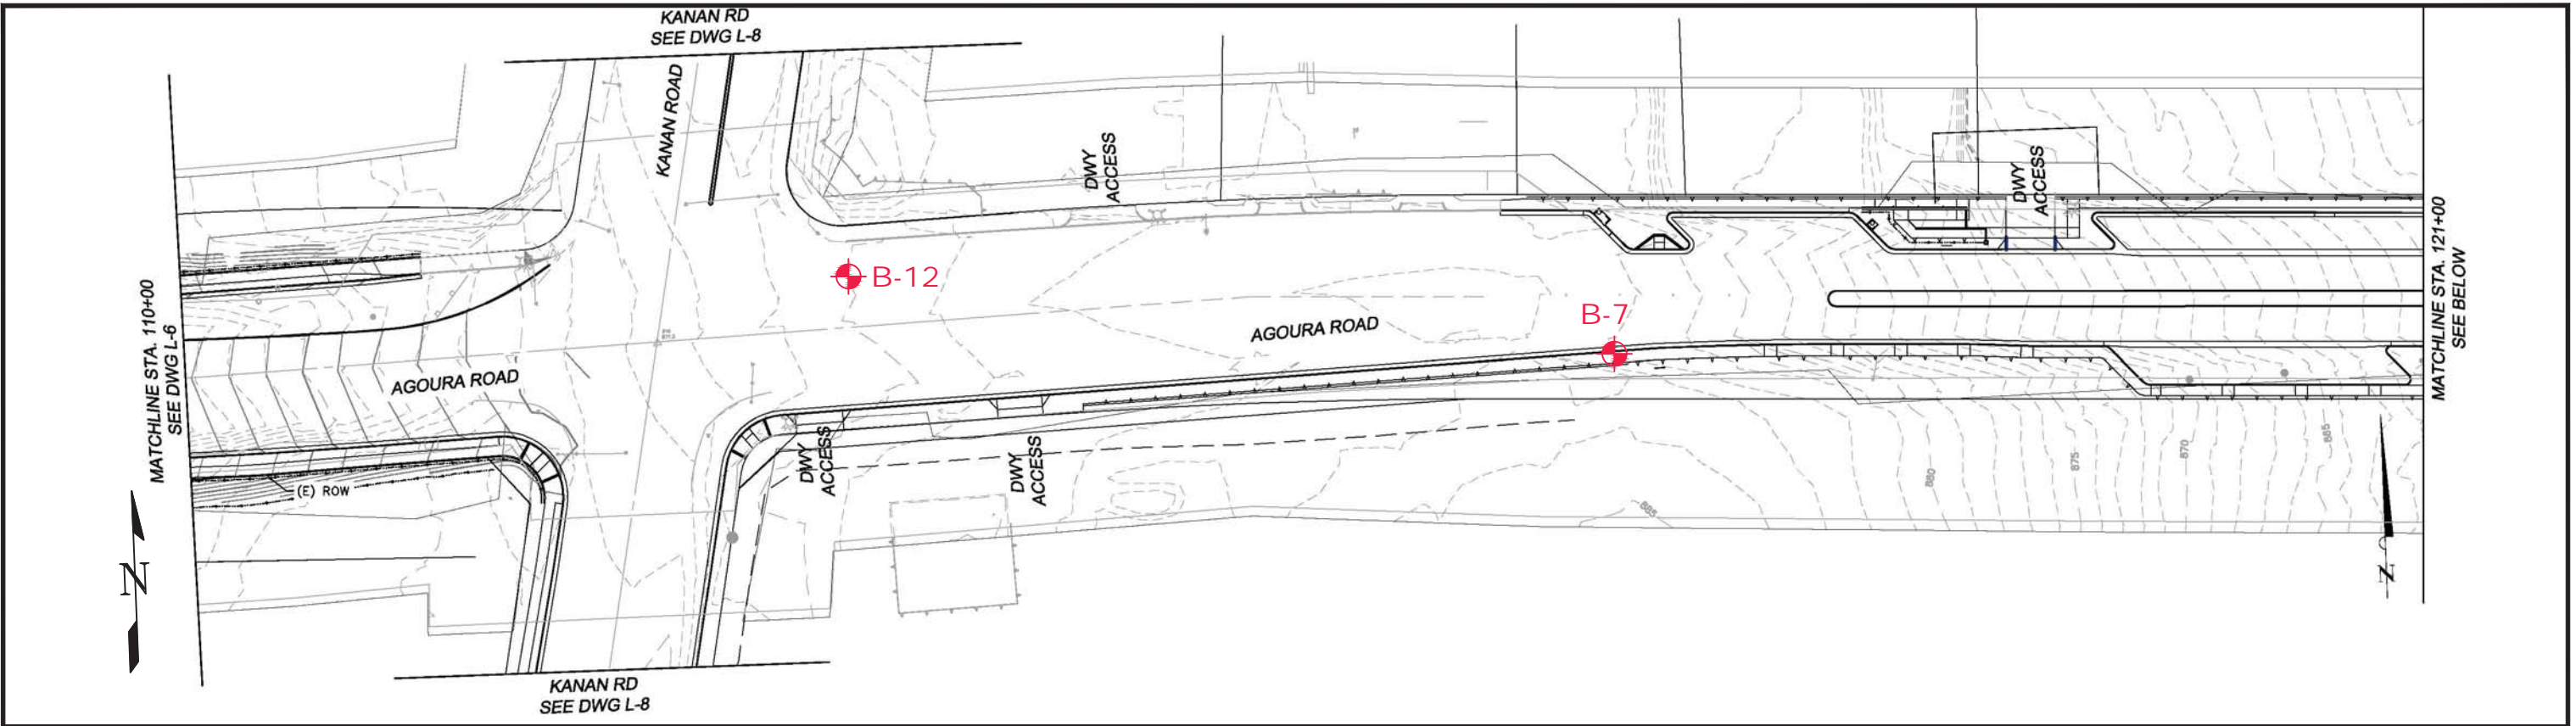 KANAN RD
SEE DWG L-8
KANAN ROAD
DWY
ACCESS
DWY
ACCESS
MATCHLINE STA. 110+00
SEE DWG L-6
B-12
B-7
AGOURA ROAD
AGOURA ROAD
MATCHLINE STA. 121+00
SEE BELOW
DWY
ACCESS
DWY
ACCESS
(E) ROW
885
880
875
870
865
N
N
KANAN RD
SEE DWG L-8